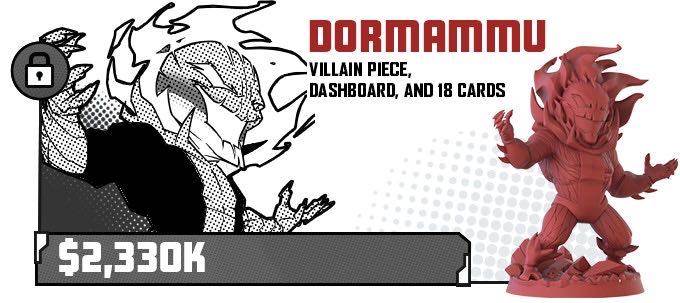 DORMAMMU
VILLAIN PIECE,
DASHBOARD, AND 18 CARDS
$2,330K